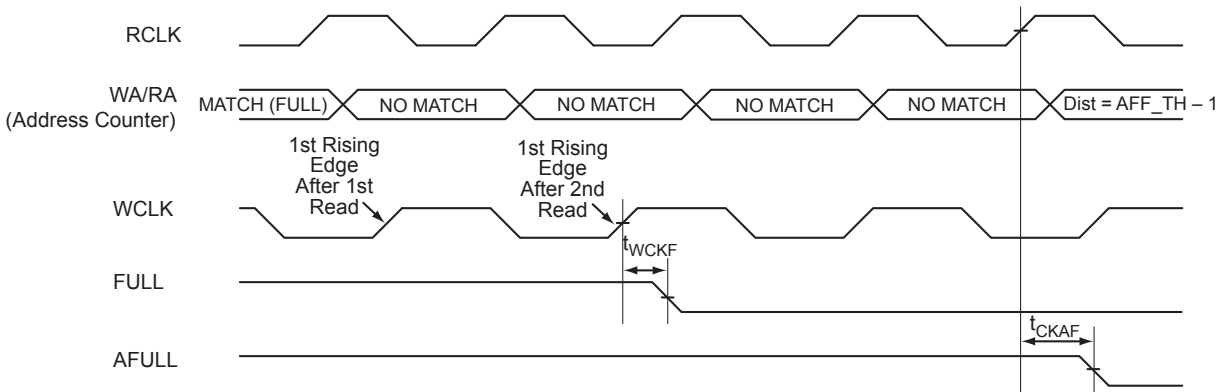 RCLK
WA/RA
(Address Counter)
MATCH (FULL)
NO MATCH
NO MATCH
NO MATCH
NO MATCH
Dist = AFF_TH – 1
1st Rising
Edge
After 1st
Read
1st Rising
Edge
After 2nd
Read
WCLK
tWCKF
FULL
tCKAF
AFULL